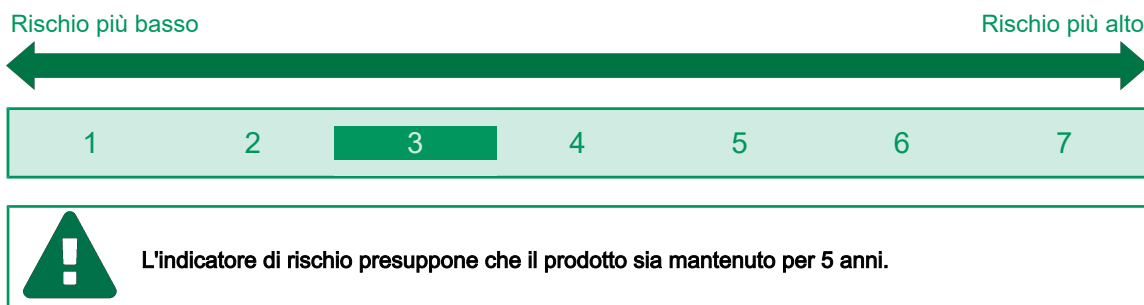 Rischio più basso Rischio più alto
1 2 3 4 5 6 7
L'indicatore di rischio presuppone che il prodotto sia mantenuto per 5 anni.